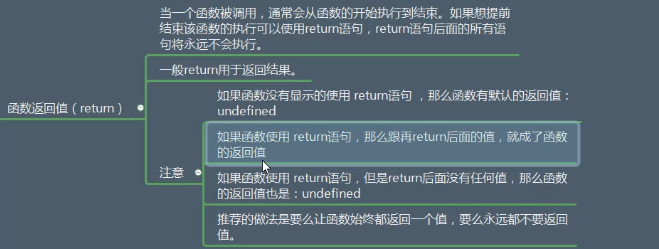 当一个函数被调用，通常会从函数的开始执行到结束。如果想提前
结束该函数的执行可以使用return语句，return语句后面的所有语
句将永远不会执行。
一般return用于返回结果。
函数返回值（return）
注意
如果函数没有显示的使用 return语句 ，那么函数有默认的返回值：
undefined
如果函数使用 return语句，那么跟再return后面的值，就成了函数
的返回值
如果函数使用 return语句，但是return后面没有任何值，那么函数
的返回值也是：undefined
推荐的做法是要么让函数始终都返回一个值，要么永远都不要返回
值。